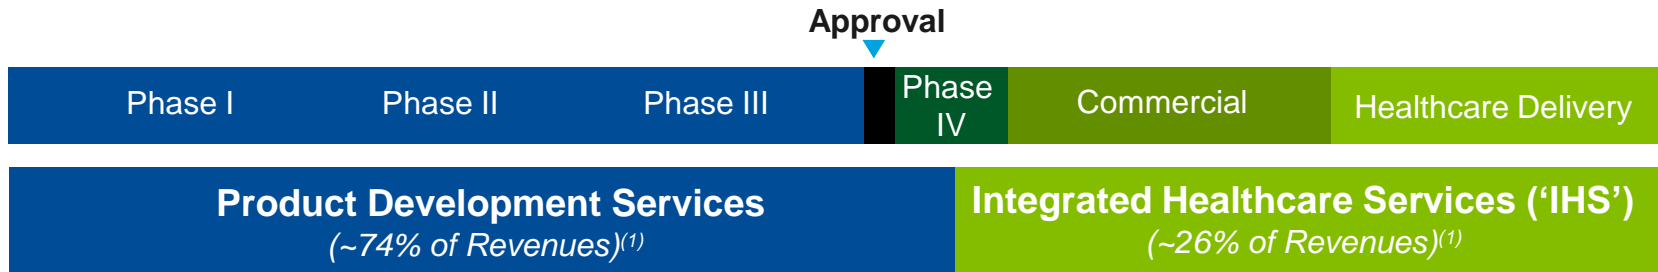 Approval
Phase I Phase II Phase III Phase IV Commercial Healthcare Delivery
Product Development Services
(~74% of Revenues)(1)
Integrated Healthcare Services (‘IHS’)
(~26% of Revenues)(1)